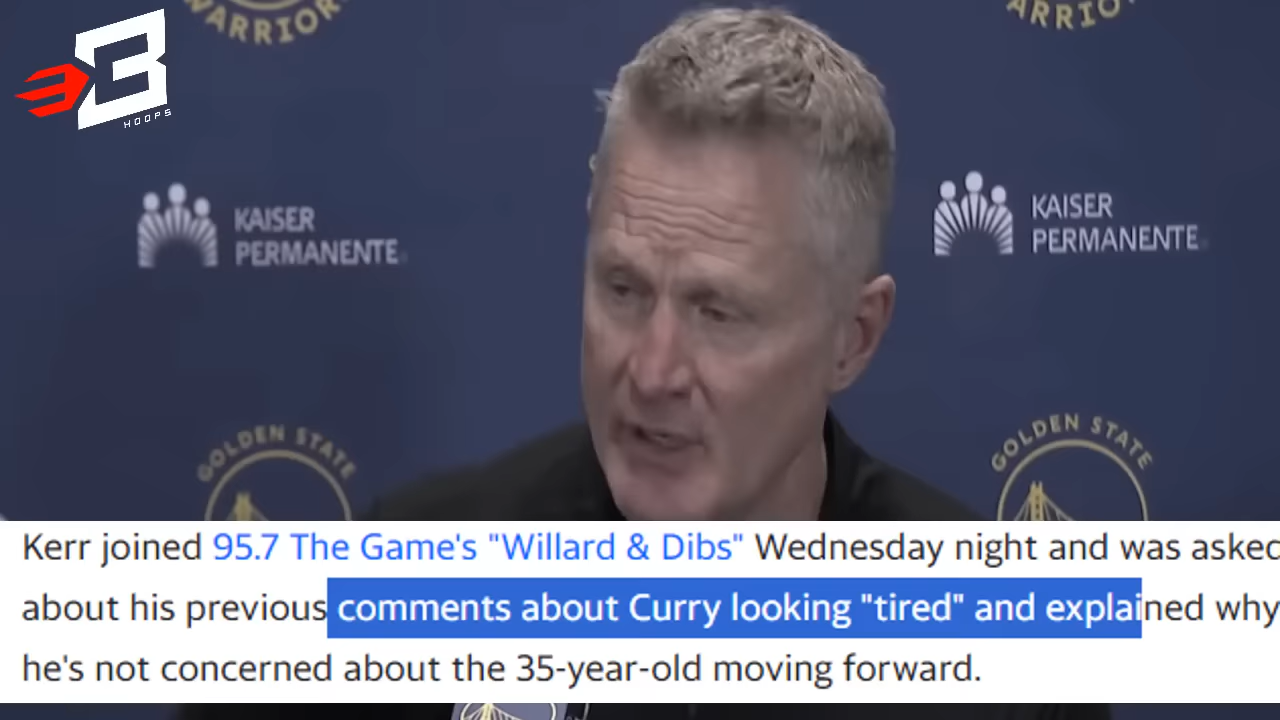 WARRIORS
ARRIO
B
HOOPS
KAISER
PERMANENTE
KAISER
PERMANENTE
GOLDEN STATE
GOLDEN STATE
Kerr joined 95.7 The Game's "Willard & Dibs" Wednesday night and was asked
about his previous comments about Curry looking "tired" and explained why
he's not concerned about the 35-year-old moving forward.